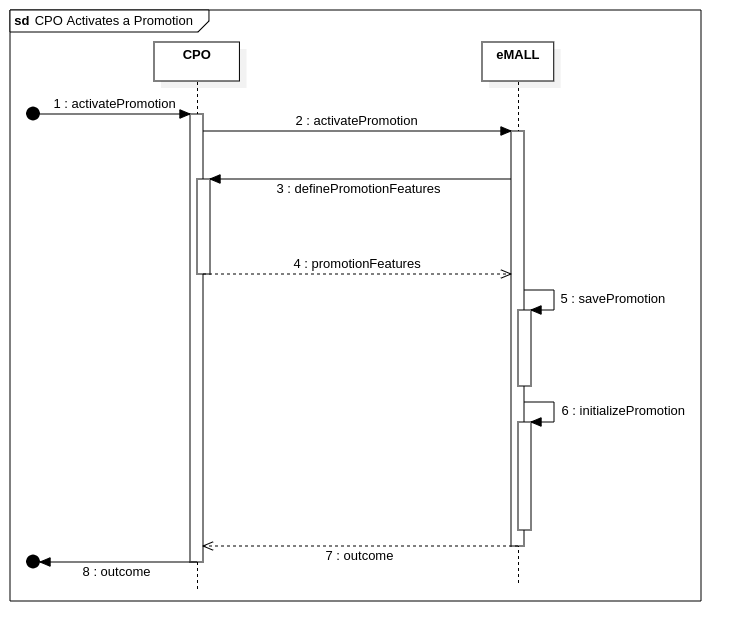 sd CPO Activates a Promotion
CPO
eMALL
1 : activatePromotion
2 : activatePromotion
3 : definePromotionFeatures
4 : promotionFeatures
5 : savePromotion
6 : initializePromotion
7 : outcome
8 : outcome